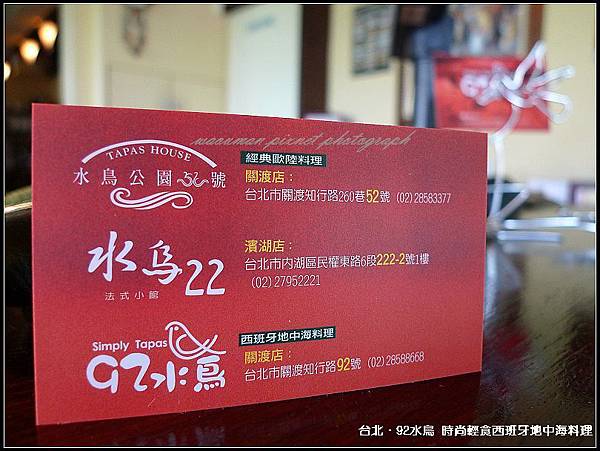 wacuman pixnet photograph
TAPAS HOUSE
水鳥公園 52 號
經典歐陸料理
關渡店：
台北市關渡知行路260巷52號 (02)28583377
水鳥22
法式小館
濱湖店：
台北市內湖區民權東路6段222-2號1樓
(02)27952221
Simply Tapas
92水鳥
西班牙地中海料理
關渡店：
台北市關渡知行路92號 (02)28588668
92
台北‧92水鳥 時尚輕食西班牙地中海料理